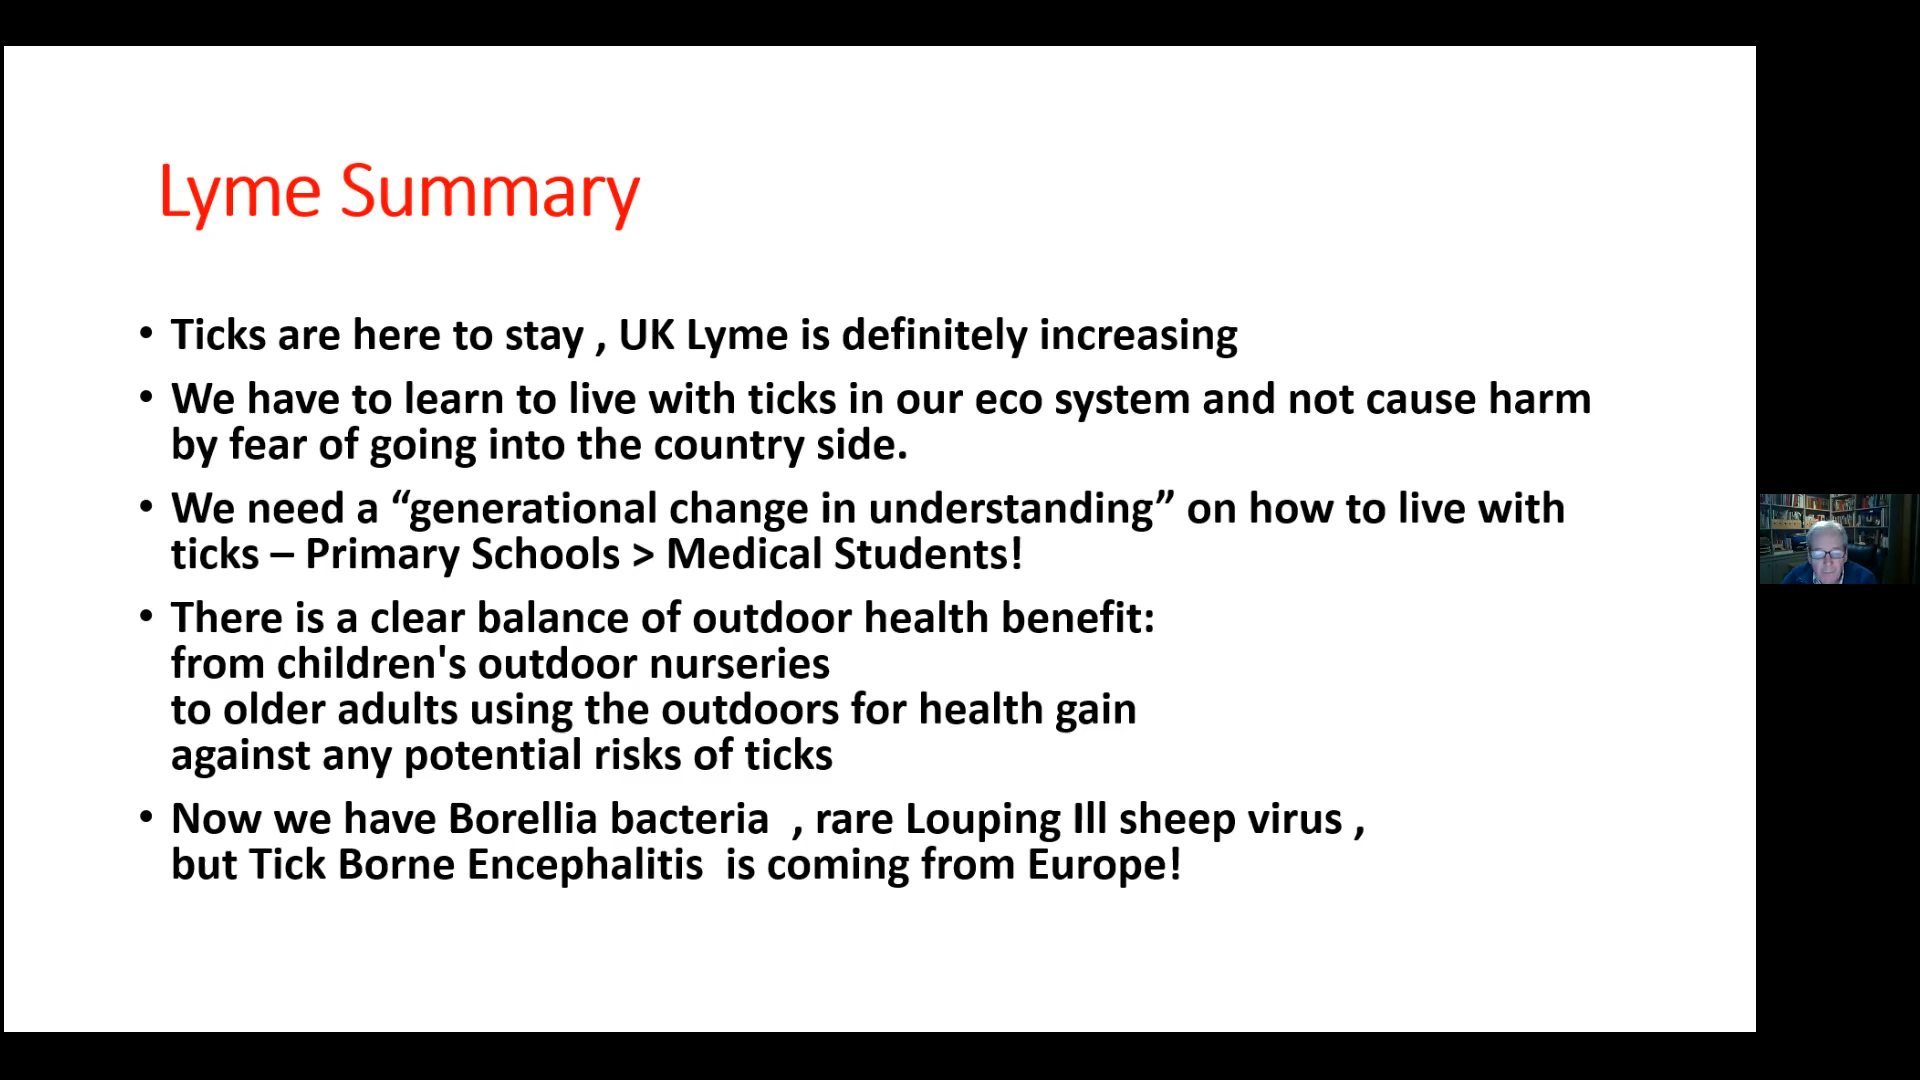 Lyme Summary
• Ticks are here to stay , UK Lyme is definitely increasing
• We have to learn to live with ticks in our eco system and not cause harm
by fear of going into the country side.
• We need a “generational change in understanding” on how to live with
ticks – Primary Schools > Medical Students!
• There is a clear balance of outdoor health benefit:
from children's outdoor nurseries
to older adults using the outdoors for health gain
against any potential risks of ticks
• Now we have Borellia bacteria  , rare Louping Ill sheep virus ,
but Tick Borne Encephalitis  is coming from Europe!